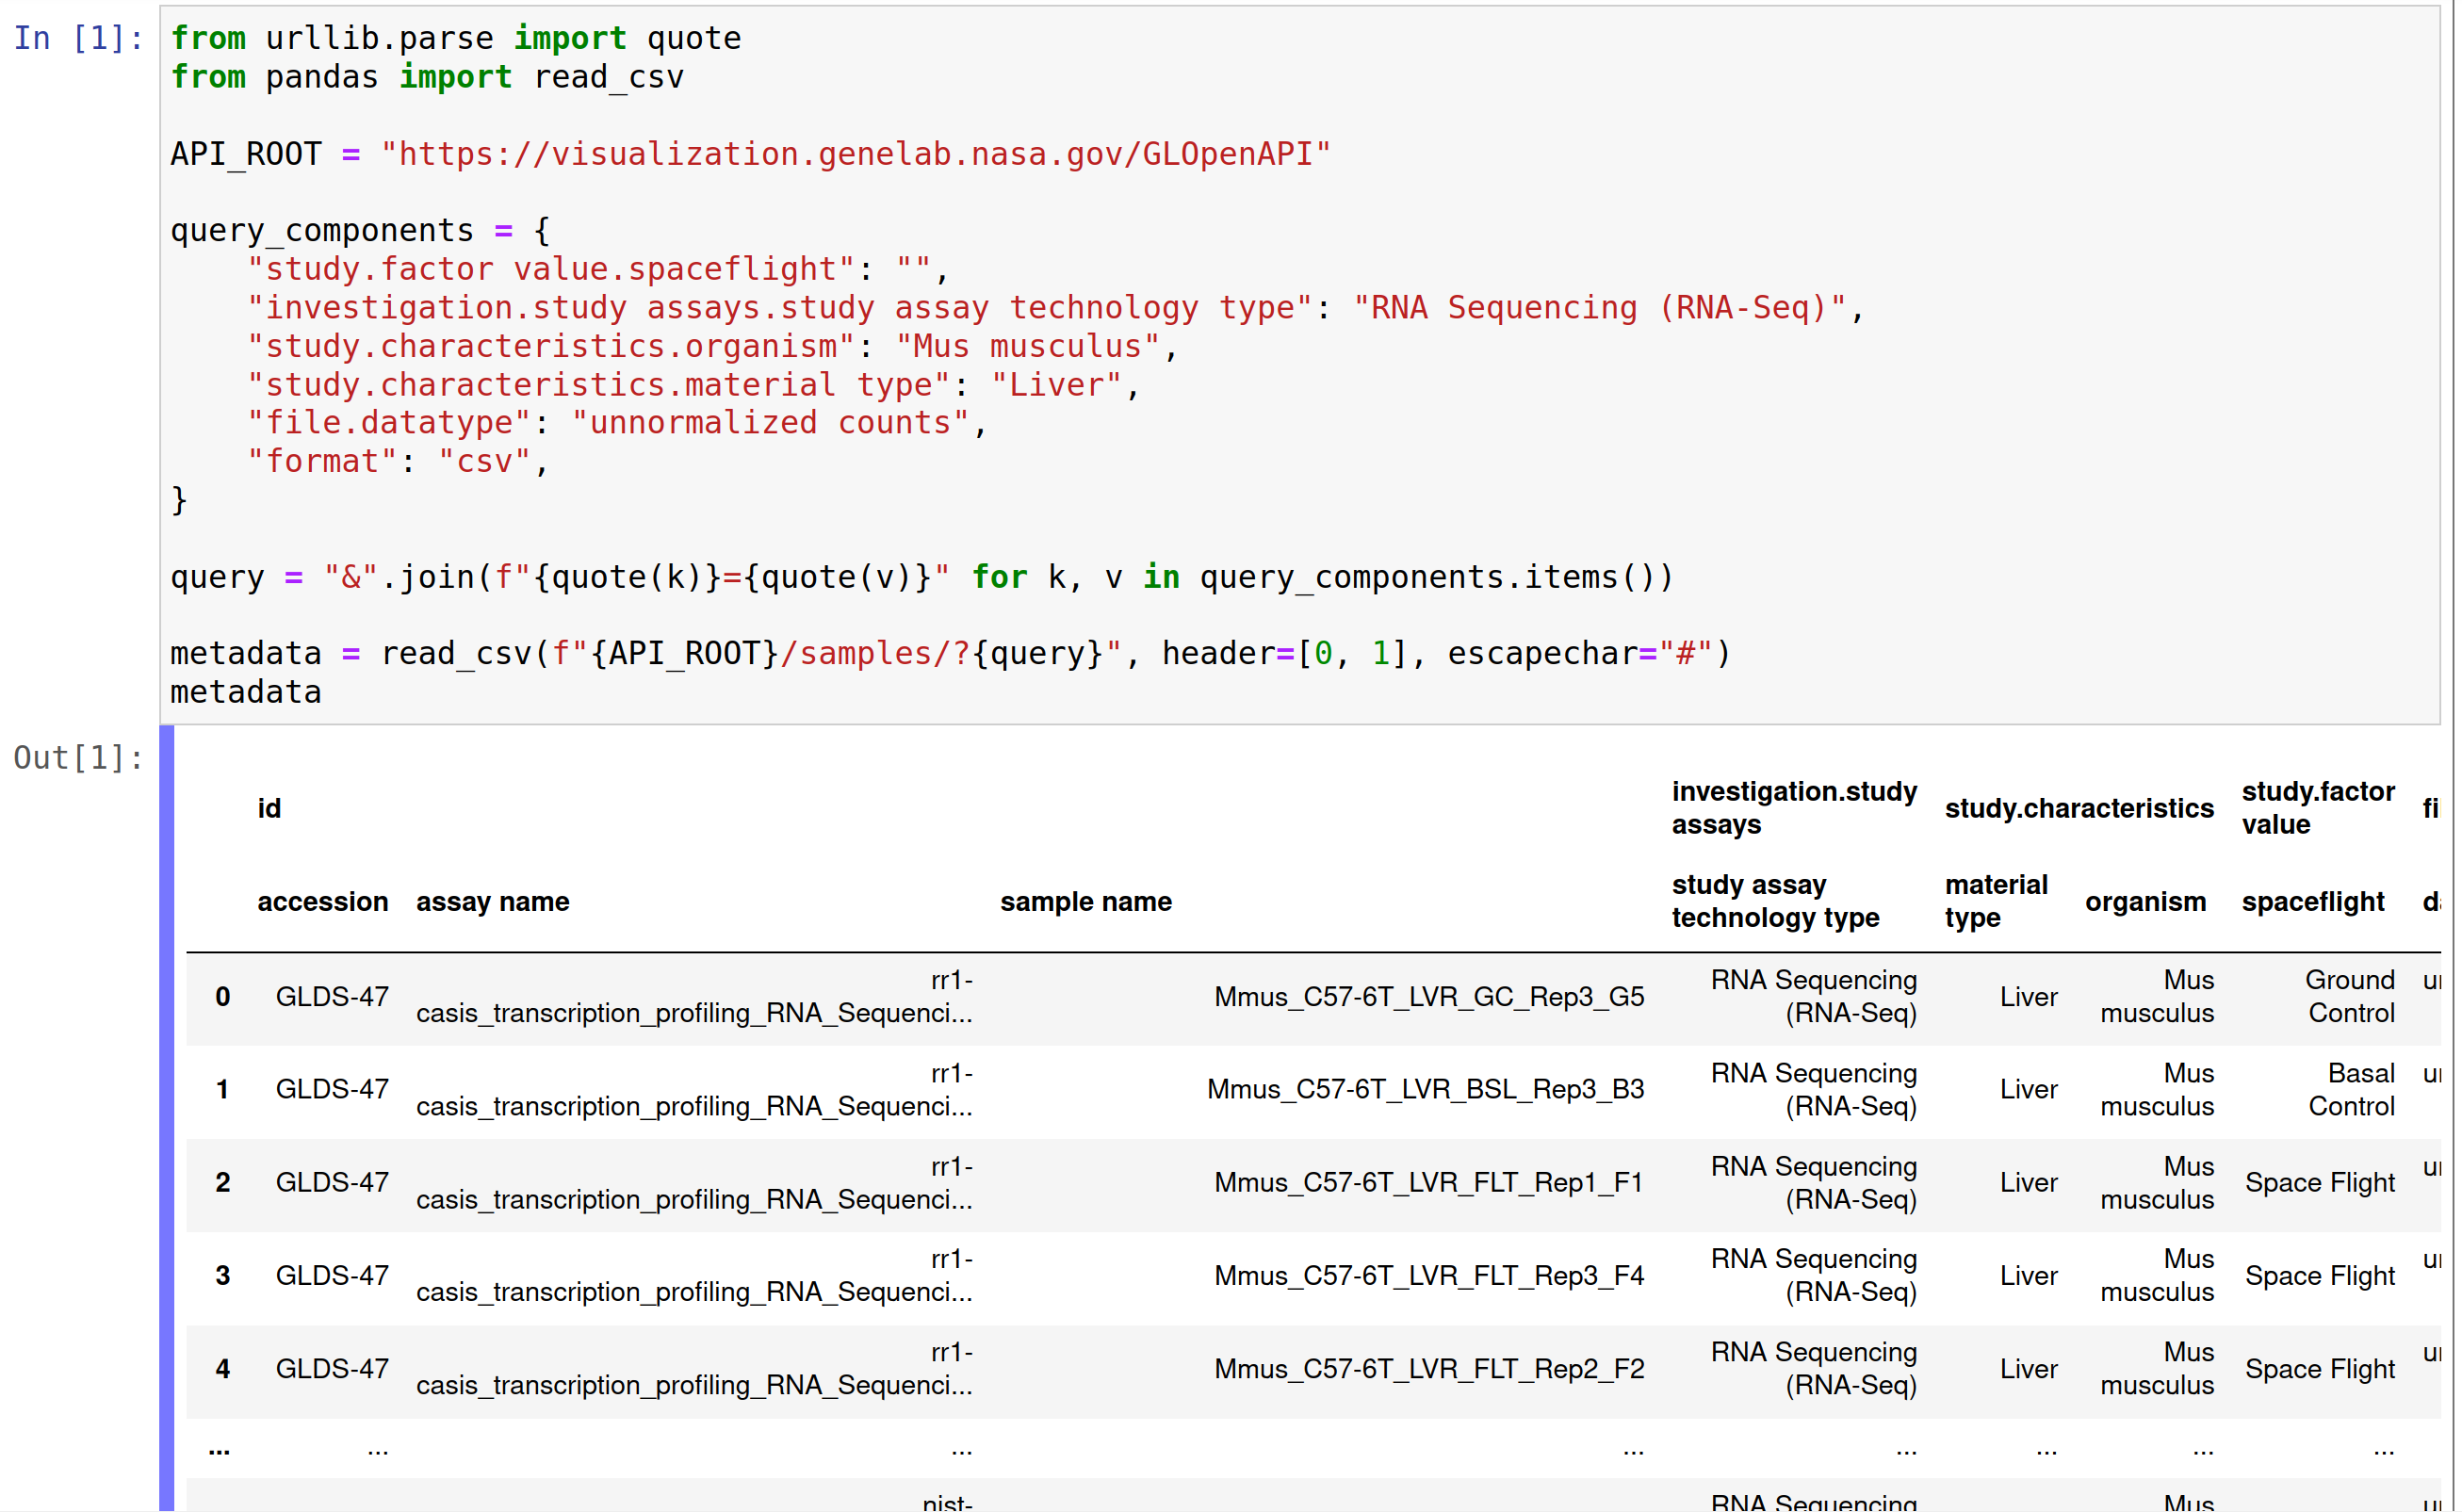 In [1]:
from urllib.parse import quote
from pandas import read_csv
API_ROOT = "https://visualization.genelab.nasa.gov/GLOpenAPI"
query_components = {
    "study.factor value.spaceflight": "",
    "investigation.study assays.study assay technology type": "RNA Sequencing (RNA-Seq)",
    "study.characteristics.organism": "Mus musculus",
    "study.characteristics.material type": "Liver",
    "file.datatype": "unnormalized counts",
    "format": "csv",
}
query = "&".join(f"{quote(k)}={quote(v)}" for k, v in query_components.items())
metadata = read_csv(f"{API_ROOT}/samples/?{query}", header=[0, 1], escapechar="#")
metadata
Out[1]:
id investigation.study assays study.characteristics study.factor value
accession assay name sample name study assay technology type material type organism spaceflight
0 GLDS-47 rr1-casis_transcription_profiling_RNA_Sequenci... Mmus_C57-6T_LVR_GC_Rep3_G5 RNA Sequencing (RNA-Seq) Liver Mus musculus Ground Control
1 GLDS-47 rr1-casis_transcription_profiling_RNA_Sequenci... Mmus_C57-6T_LVR_BSL_Rep3_B3 RNA Sequencing (RNA-Seq) Liver Mus musculus Basal Control
2 GLDS-47 rr1-casis_transcription_profiling_RNA_Sequenci... Mmus_C57-6T_LVR_FLT_Rep1_F1 RNA Sequencing (RNA-Seq) Liver Mus musculus Space Flight
3 GLDS-47 rr1-casis_transcription_profiling_RNA_Sequenci... Mmus_C57-6T_LVR_FLT_Rep3_F4 RNA Sequencing (RNA-Seq) Liver Mus musculus Space Flight
4 GLDS-47 rr1-casis_transcription_profiling_RNA_Sequenci... Mmus_C57-6T_LVR_FLT_Rep2_F2 RNA Sequencing (RNA-Seq) Liver Mus musculus Space Flight
... ... ... ... ... ... ... ...
nist- RNA Sequencing Mus